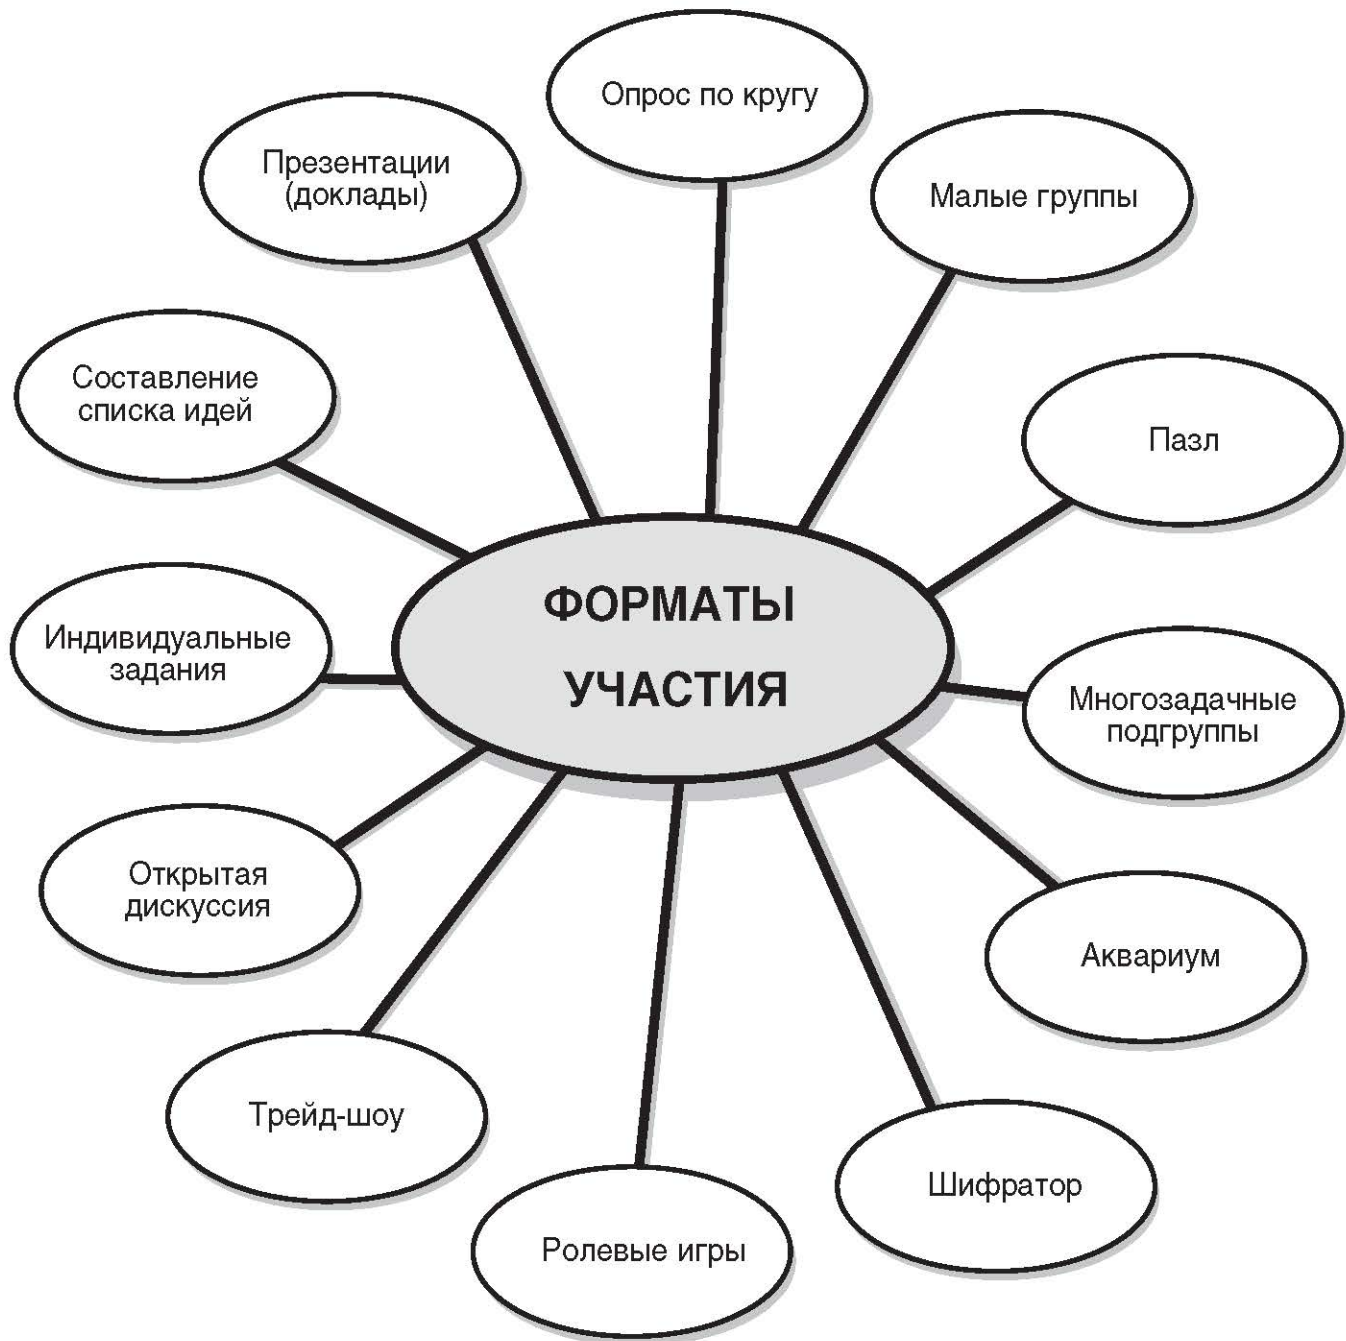 Опрос по кругу
Презентации
(доклады)
Малые группы
Составление
списка идей
Пазл
ФОРМАТЫ
УЧАСТИЯ
Индивидуальные
задания
Многозадачные
подгруппы
Открытая
дискуссия
Аквариум
Трейд-шоу
Шифратор
Ролевые игры